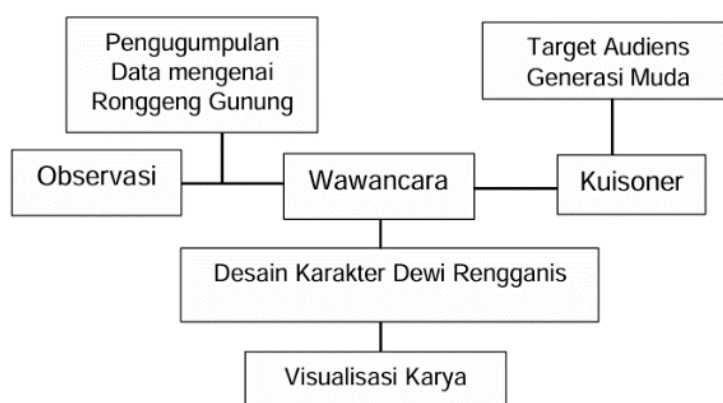 Pengugumpulan
Data mengenai
Ronggeng Gunung
Target Audiens
Generasi Muda
Observasi
Wawancara
Kuisoner
Desain Karakter Dewi Rengganis
Visualisasi Karya